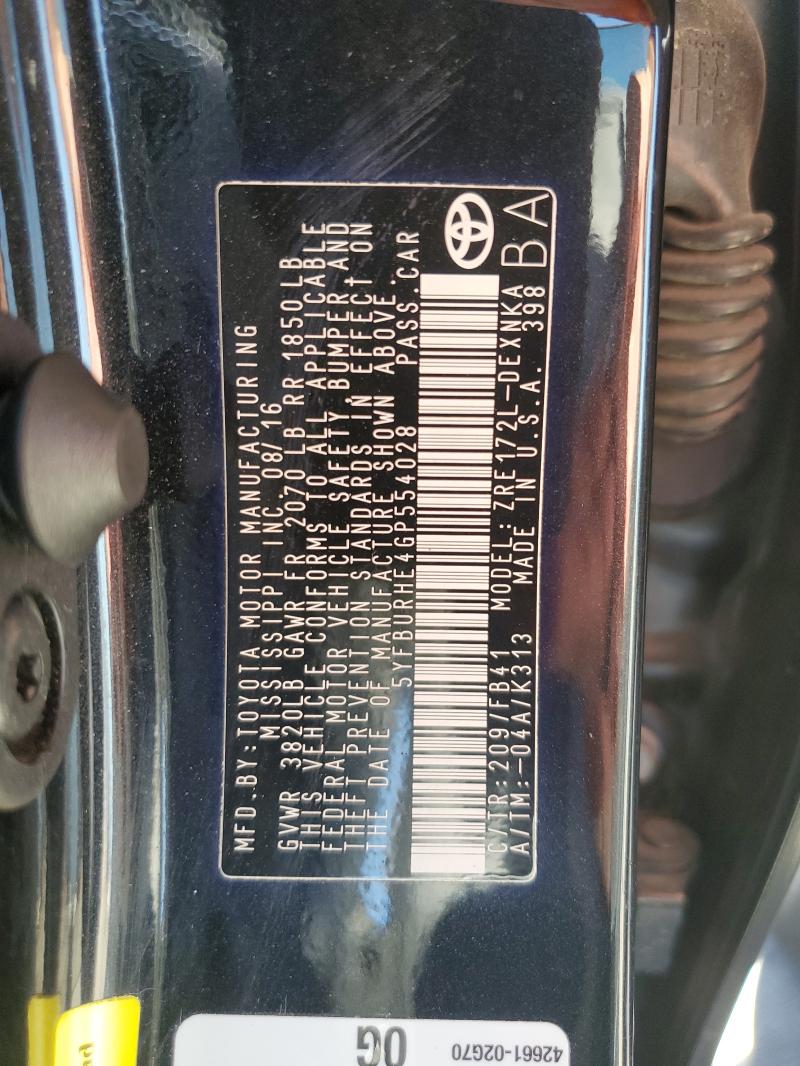 MFD. BY: TOYOTA MOTOR MANUFACTURING
MISSISSIPPI INC. 08/16
GVWR 3820LB GAWR FR 2070 LB RR 1850 LB
THIS VEHICLE CONFORMS TO ALL APPLICABLE
FEDERAL MOTOR VEHICLE SAFETY, BUMPER, AND
THEFT PREVENTION STANDARDS IN EFFECT ON
THE DATE OF MANUFACTURE SHOWN ABOVE.
5YFBURHE4GP554028 PASS. CAR
C/TR: 209/FB41 MODEL: ZRE172L-DEXNKA
A/TM: -04A/K313 MADE IN U.S.A. 398
BA
42661-02G70
0G